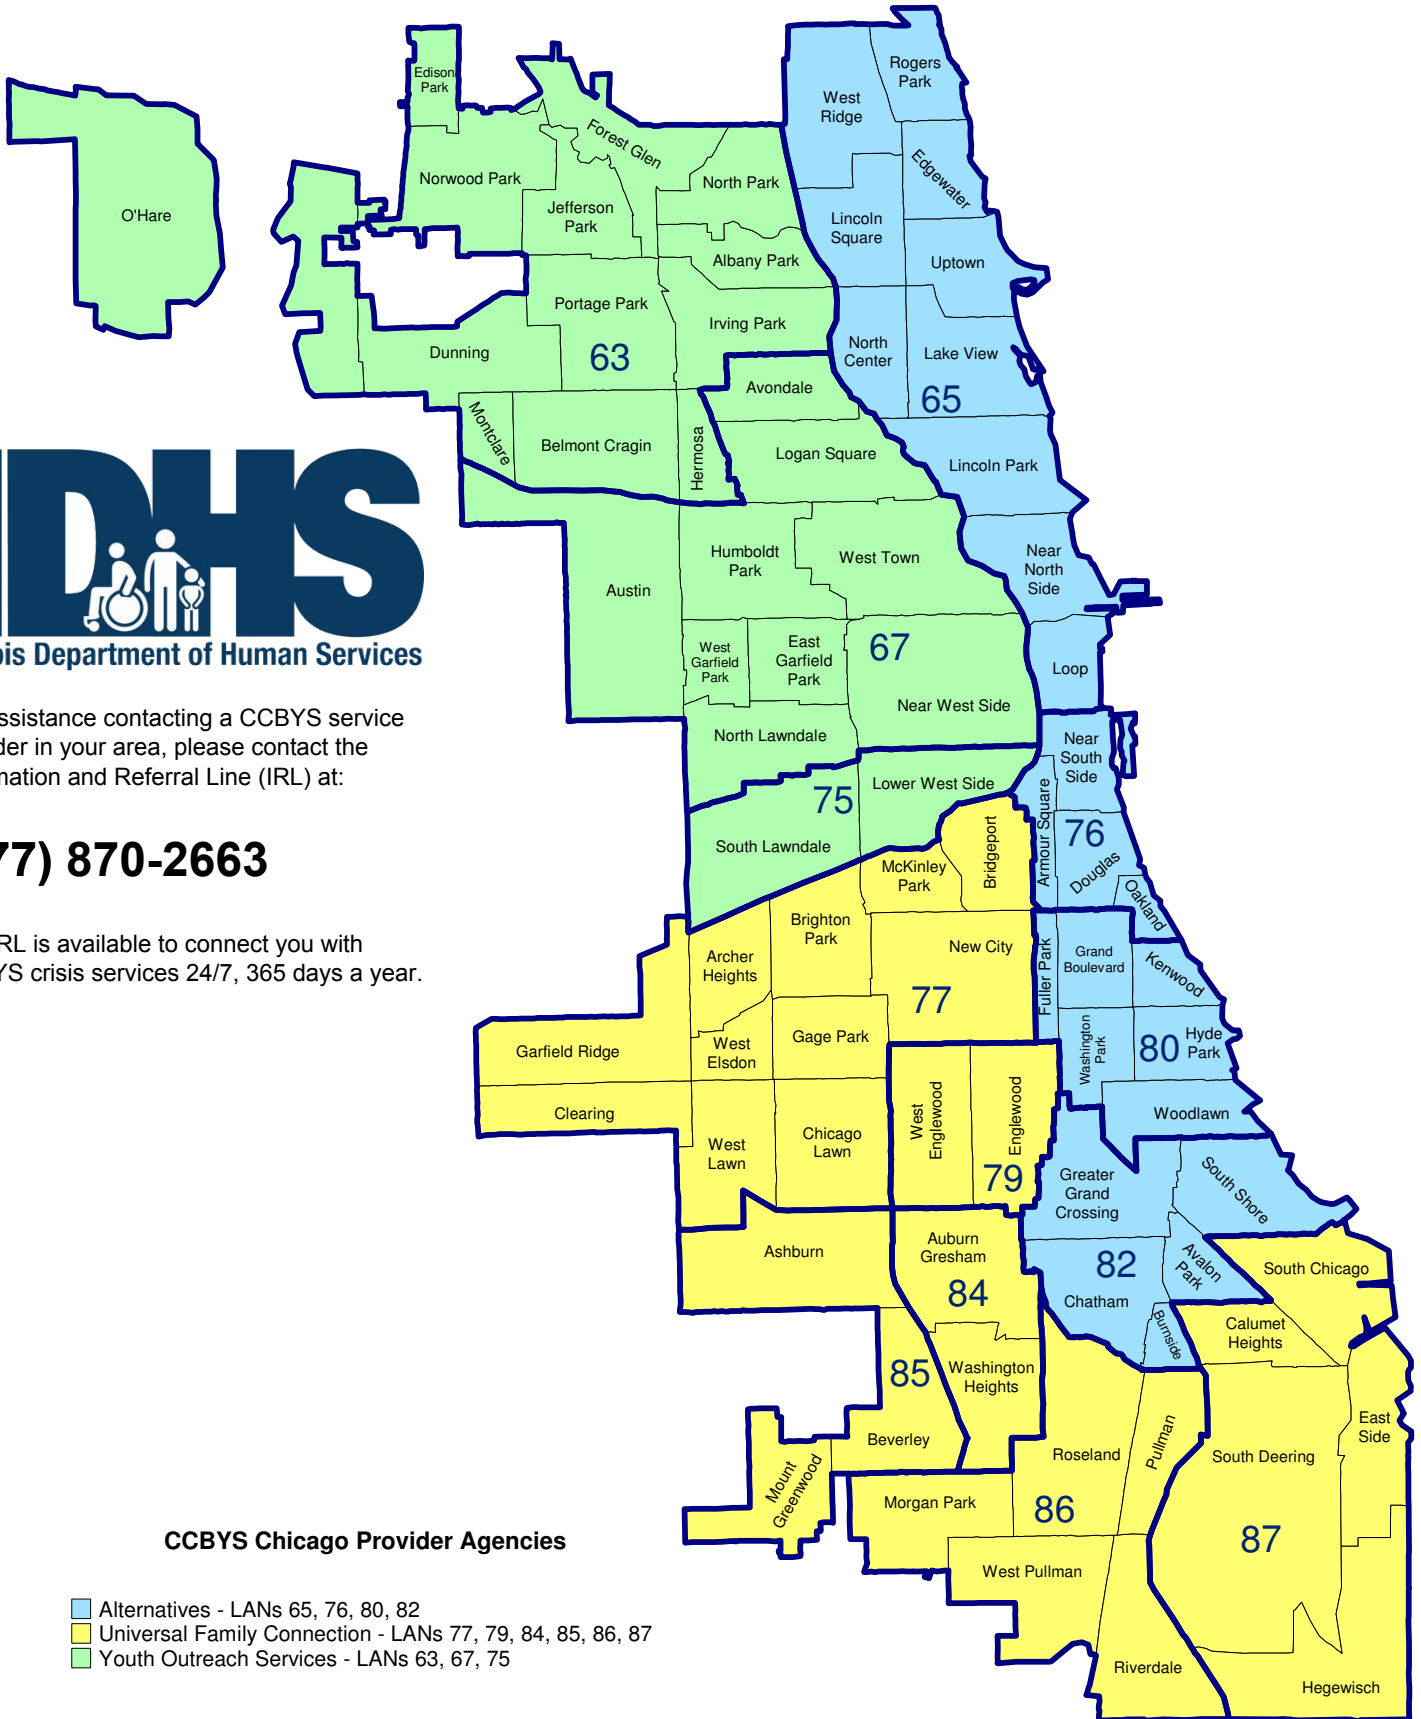 Edison
Park
Rogers
Park
West
Ridge
Forest Glen
Edgewater
Norwood Park
North Park
O'Hare
Jefferson
Park
Lincoln
Square
Albany Park
Uptown
Portage Park
Irving Park
Dunning
63
North
Center
Lake View
65
Avondale
Montclare
Belmont Cragin
Hermosa
Logan Square
Lincoln Park
IDHS
Humboldt
Park
West Town
Near
North
Side
Austin
West
Garfield
Park
East
Garfield
Park
67
Loop
Near West Side
North Lawndale
ois Department of Human Services
Near
South
Side
ssistance contacting a CCBYS service
der in your area, please contact the
mation and Referral Line (IRL) at:
75
Lower West Side
South Lawndale
Armour Square
76
Douglas
Oakland
Bridgeport
McKinley
Park
77) 870-2663
Brighton
Park
New City
Archer
Heights
Fuller Park
Grand
Boulevard
Kenwood
RL is available to connect you with
YS crisis services 24/7, 365 days a year.
77
Gage Park
Garfield Ridge
West
Elsdon
Washington
Park
80
Hyde
Park
Clearing
West
Englewood
Englewood
Woodlawn
West
Lawn
Chicago
Lawn
79
Greater
Grand
Crossing
South Shore
Ashburn
Auburn
Gresham
84
82
Chatham
Avalon
Park
South Chicago
Burnside
Calumet
Heights
85
Washington
Heights
Beverley
Roseland
Pullman
South Deering
East
Side
Mount
Greenwood
Morgan Park
86
87
West Pullman
Riverdale
Hegewisch
CCBYS Chicago Provider Agencies
Alternatives - LANs 65, 76, 80, 82
Universal Family Connection - LANs 77, 79, 84, 85, 86, 87
Youth Outreach Services - LANs 63, 67, 75